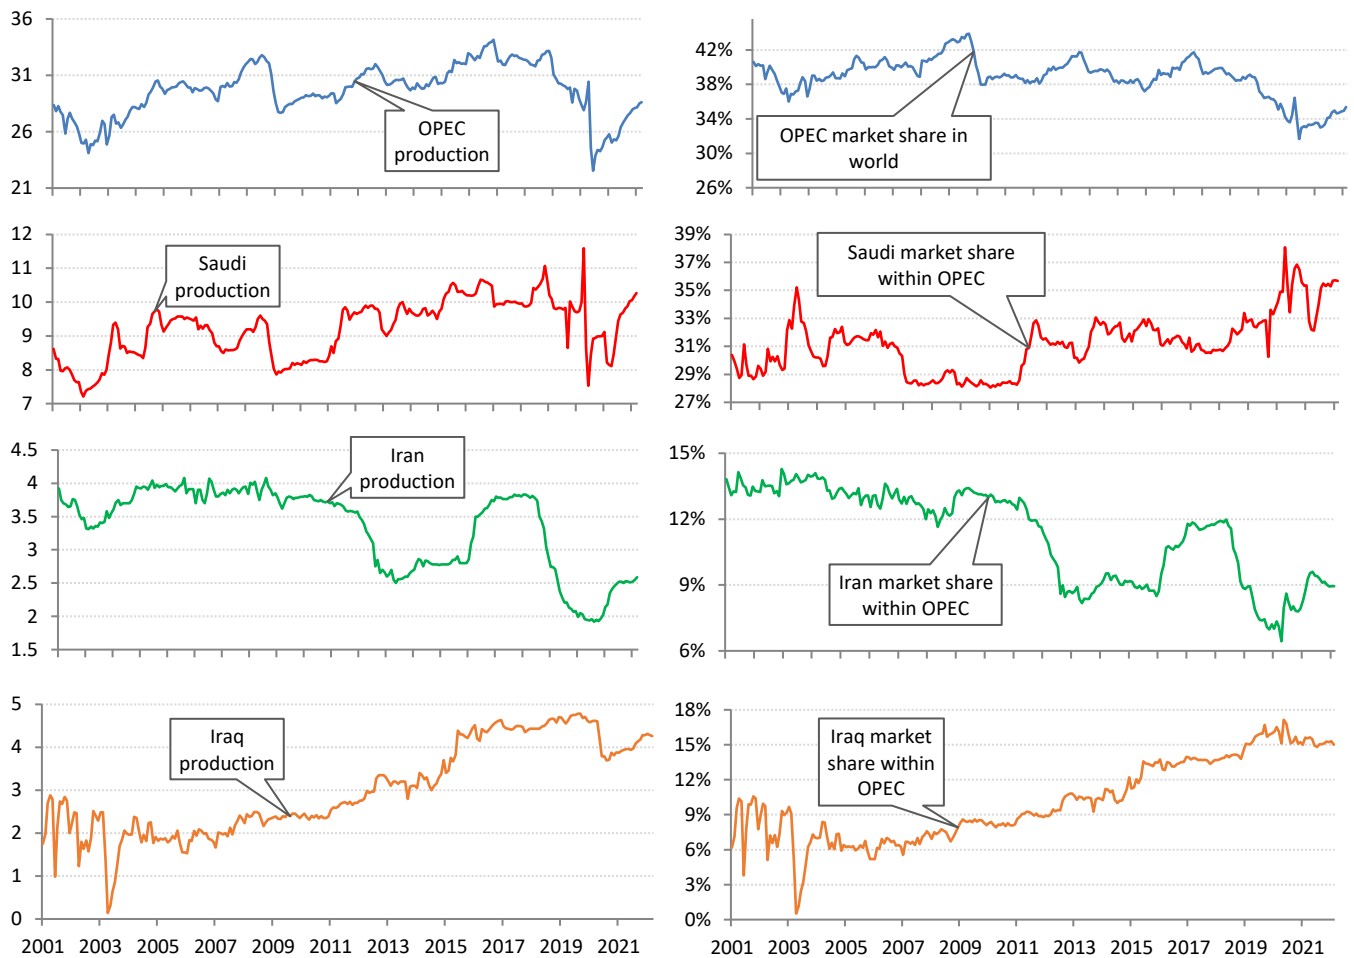 36
31
26
21
OPEC
production
42%
38%
34%
30%
26%
OPEC market share in
world
12
11
10
9
8
7
Saudi
production
39%
37%
35%
33%
31%
29%
27%
Saudi market share
within OPEC
4.5
4
3.5
3
2.5
2
1.5
Iran
production
15%
12%
9%
6%
Iran market share
within OPEC
5
4
3
2
1
0
Iraq
production
2001 2003 2005 2007 2009 2011 2013 2015 2017 2019 2021
18%
15%
12%
9%
6%
3%
0%
Iraq market
share within
OPEC
2001 2003 2005 2007 2009 2011 2013 2015 2017 2019 2021